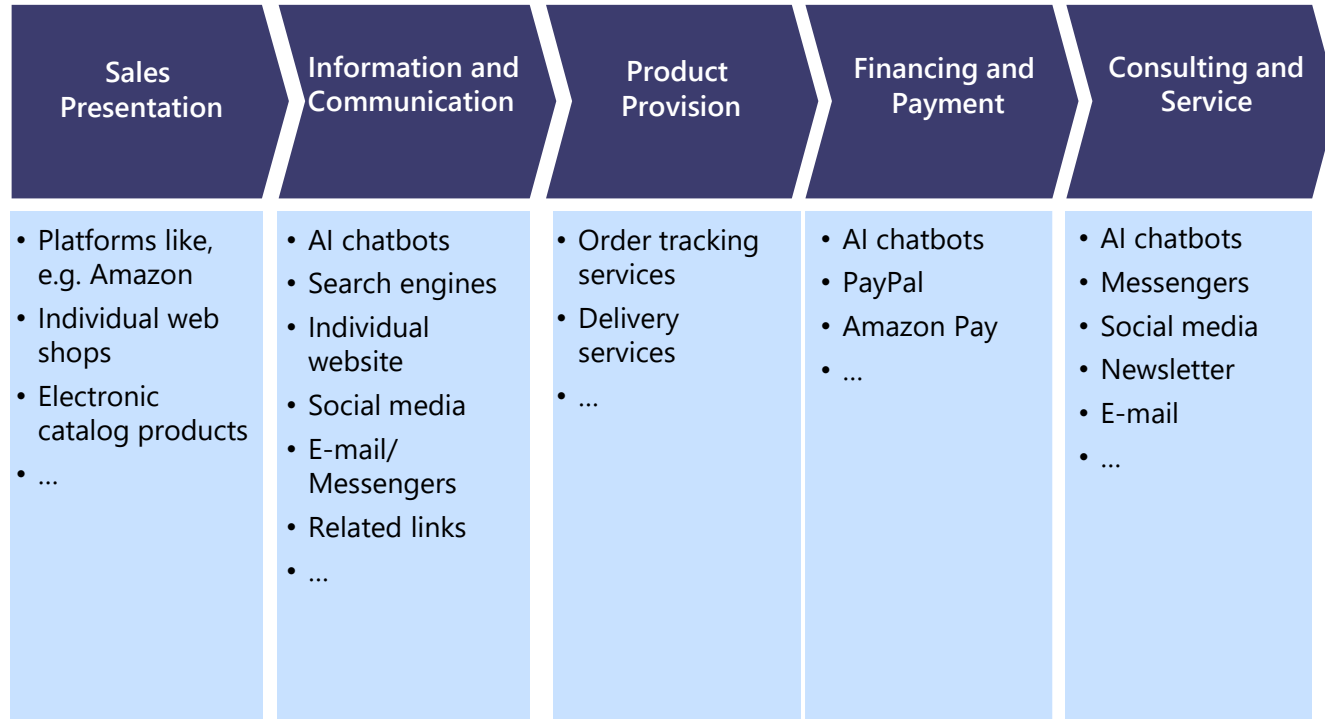 Sales
Presentation
Information and
Communication
Product
Provision
Financing and
Payment
Consulting and
Service
• Platforms like,
e.g. Amazon
• Individual web
shops
• Electronic
catalog products
• ...
• AI chatbots
• Search engines
• Individual
website
• Social media
• E-mail/
Messengers
• Related links
• ...
• Order tracking
services
• Delivery
services
• ...
• AI chatbots
• PayPal
• Amazon Pay
• ...
• AI chatbots
• Messengers
• Social media
• Newsletter
• E-mail
• ...